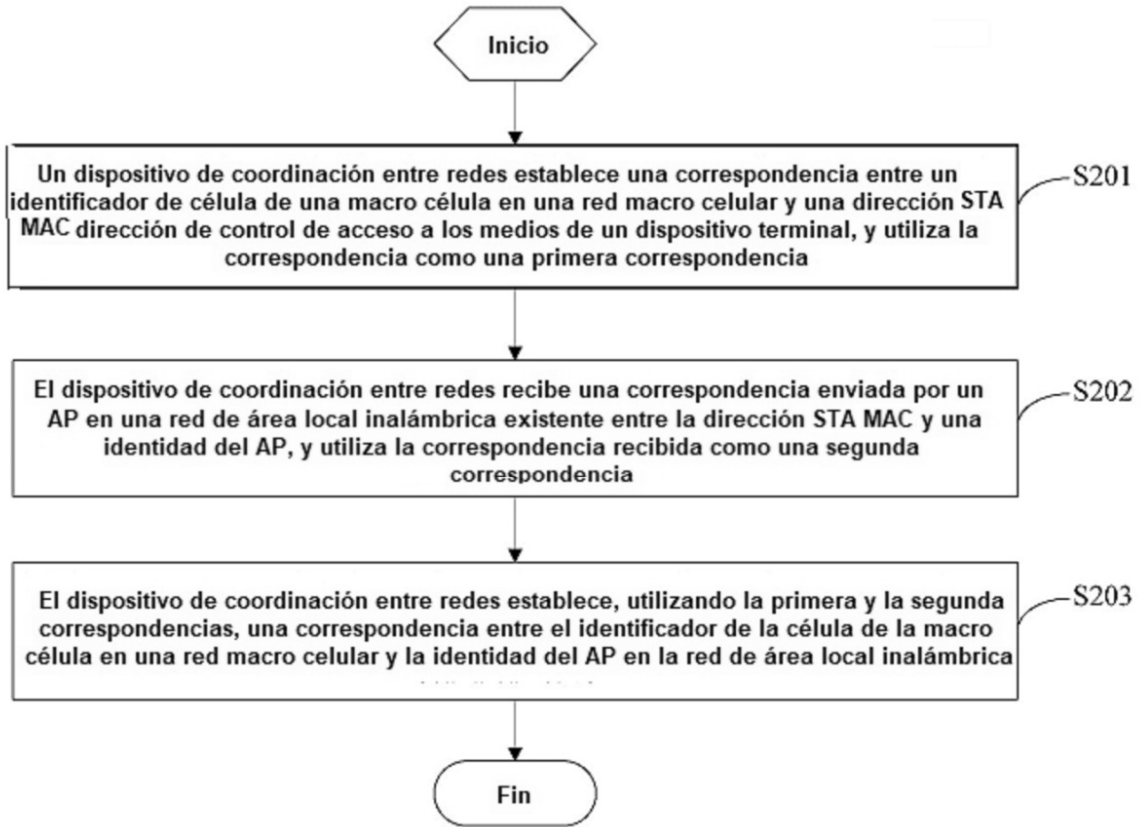 Inicio
Un dispositivo de coordinación entre redes establece una correspondencia entre un
identificador de célula de una macro célula en una red macro celular y una dirección STA
MAC dirección de control de acceso a los medios de un dispositivo terminal, y utiliza la
correspondencia como una primera correspondencia
S201
El dispositivo de coordinación entre redes recibe una correspondencia enviada por un
AP en una red de área local inalámbrica existente entre la dirección STA MAC y una
identidad del AP, y utiliza la correspondencia recibida como una segunda
correspondencia
S202
El dispositivo de coordinación entre redes establece, utilizando la primera y la segunda
correspondencias, una correspondencia entre el identificador de la célula de la macro
célula en una red macro celular y la identidad del AP en la red de área local inalámbrica
S203
Fin